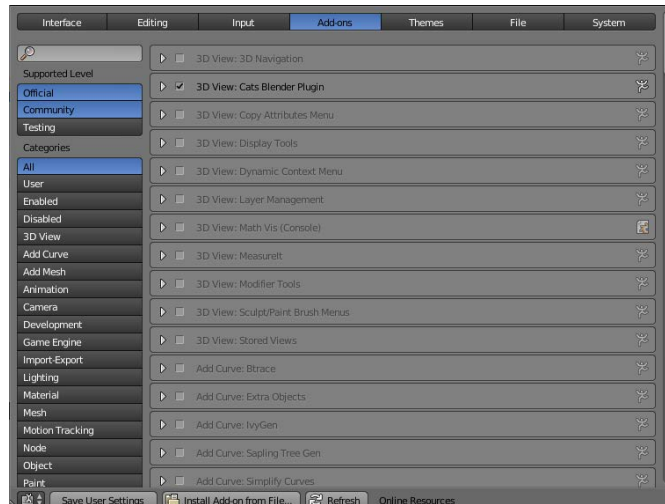 Interface Editing Input Add-ons Themes File System
Supported Level
Official
Community
Testing
Categories
All
User
Enabled
Disabled
3D View
Add Curve
Add Mesh
Animation
Camera
Development
Game Engine
Import-Export
Lighting
Material
Mesh
Motion Tracking
Node
Object
Paint
3D View: 3D Navigation
3D View: Cats Blender Plugin
3D View: Copy Attributes Menu
3D View: Display Tools
3D View: Dynamic Context Menu
3D View: Layer Management
3D View: Math Vis (Console)
3D View: MeasureIt
3D View: Modifier Tools
3D View: Sculpt/Paint Brush Menus
3D View: Stored Views
Add Curve: Btrace
Add Curve: Extra Objects
Add Curve: IvyGen
Add Curve: Sapling Tree Gen
Add Curve: Simplify Curves
Save User Settings Install Add-on from File... Refresh Online Resources